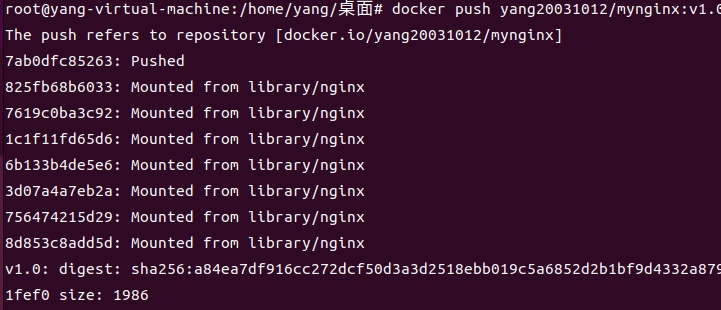 root@yang-virtual-machine:/home/yang/桌面# docker push yang20031012/mynginx:v1.0
The push refers to repository [docker.io/yang20031012/mynginx]
7ab0dfc85263: Pushed
825fb68b6033: Mounted from library/nginx
7619c0ba3c92: Mounted from library/nginx
1c1f11fd65d6: Mounted from library/nginx
6b133b4de5e6: Mounted from library/nginx
3d07a4a7eb2a: Mounted from library/nginx
756474215d29: Mounted from library/nginx
8d853c8add5d: Mounted from library/nginx
v1.0: digest: sha256:a84ea7df916cc272dcf50d3a3d2518ebb019c5a6852d2b1bf9d4332a879
1fef0 size: 1986